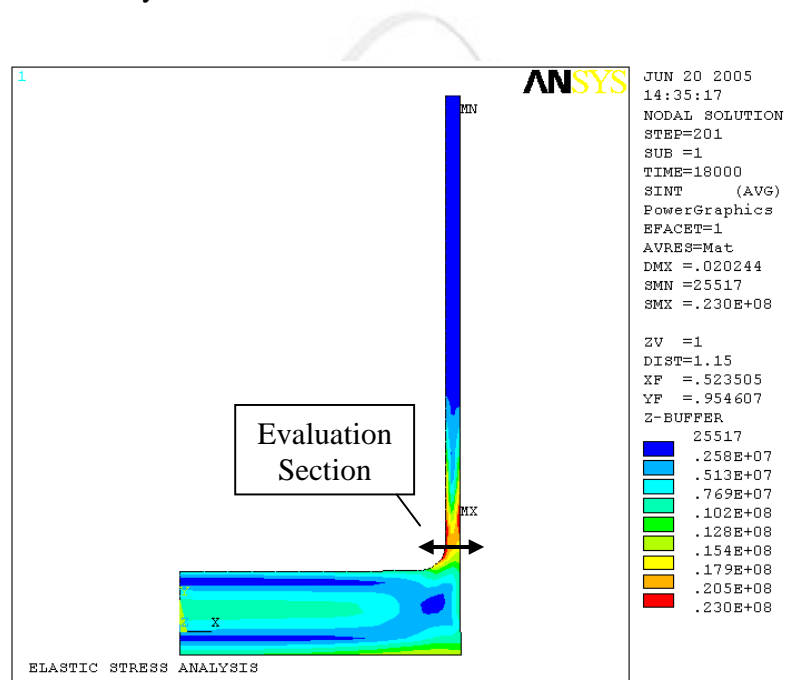 1
ANSYS
MN
JUN 20 2005
14:35:17
NODAL SOLUTION
STEP=201
SUB =1
TIME=18000
SINT (AVG)
PowerGraphics
EFACET=1
AVRES=Mat
DMX =.020244
SMN =25517
SMX =.230E+08
ZV =1
DIST=1.15
XF =.523505
YF =.954607
Z-BUFFER
25517
.258E+07
.513E+07
.769E+07
.102E+08
.128E+08
.154E+08
.179E+08
.205E+08
.230E+08
Evaluation
Section
MX
Y
Z X
ELASTIC STRESS ANALYSIS